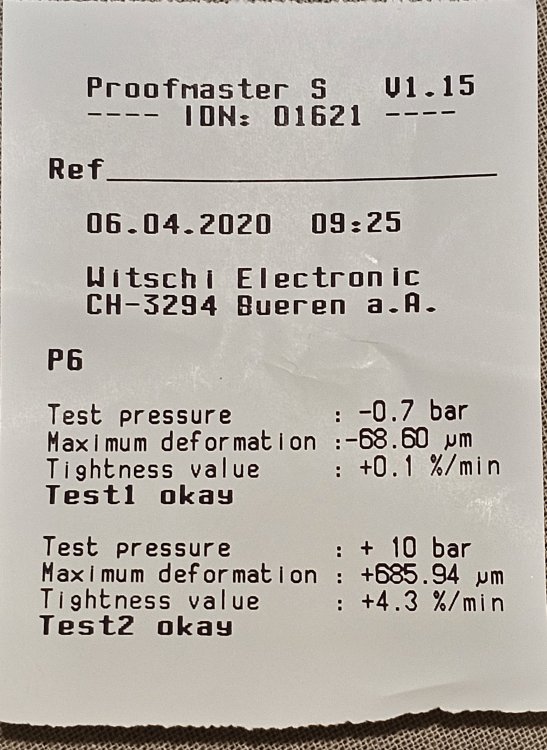 Proofmaster S V1.15
---- IDN: 01621 ----
Ref
06.04.2020 09:25
Witschi Electronic
CH-3294 Bueren a.A.
P6
Test pressure : -0.7 bar
Maximum deformation :-68.60 µm
Tightness value : +0.1 %/min
Test1 okay
Test pressure : + 10 bar
Maximum deformation : +685.94 µm
Tightness value : +4.3 %/min
Test2 okay